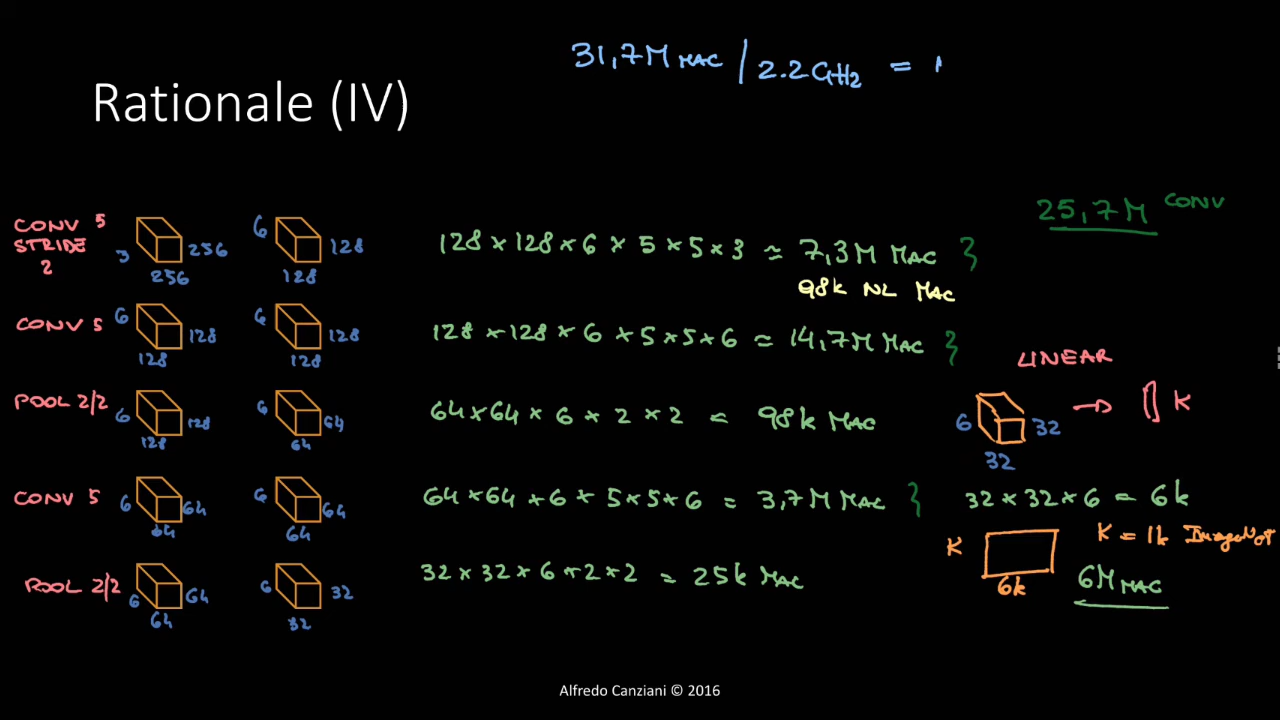 31,7M MAC / 2.2GHz = 1
Rationale (IV)
25,7M CONV
CONV 5 STRIDE 2
3 256 256
6 128 128
128 × 128 × 6 × 5 × 5 × 3 ≈ 7,3M MAC }
98k NL MAC
CONV 5
6 128 128
6 128 128
128 × 128 × 6 × 5 × 5 × 6 = 14,7M MAC }
POOL 2/2
6 128 128
6 64 64
64 × 64 × 6 × 2 × 2 = 98k MAC
CONV 5
6 64 64
6 64 64
64 × 64 × 6 × 5 × 5 × 6 = 3,7M MAC }
POOL 2/2
6 64 64
6 32 32
32 × 32 × 6 × 2 × 2 = 25k MAC
LINEAR
6 32 → K
32
32 × 32 × 6 = 6k
K = 1k ImageNet
K
6k
6M MAC
Alfredo Canziani © 2016